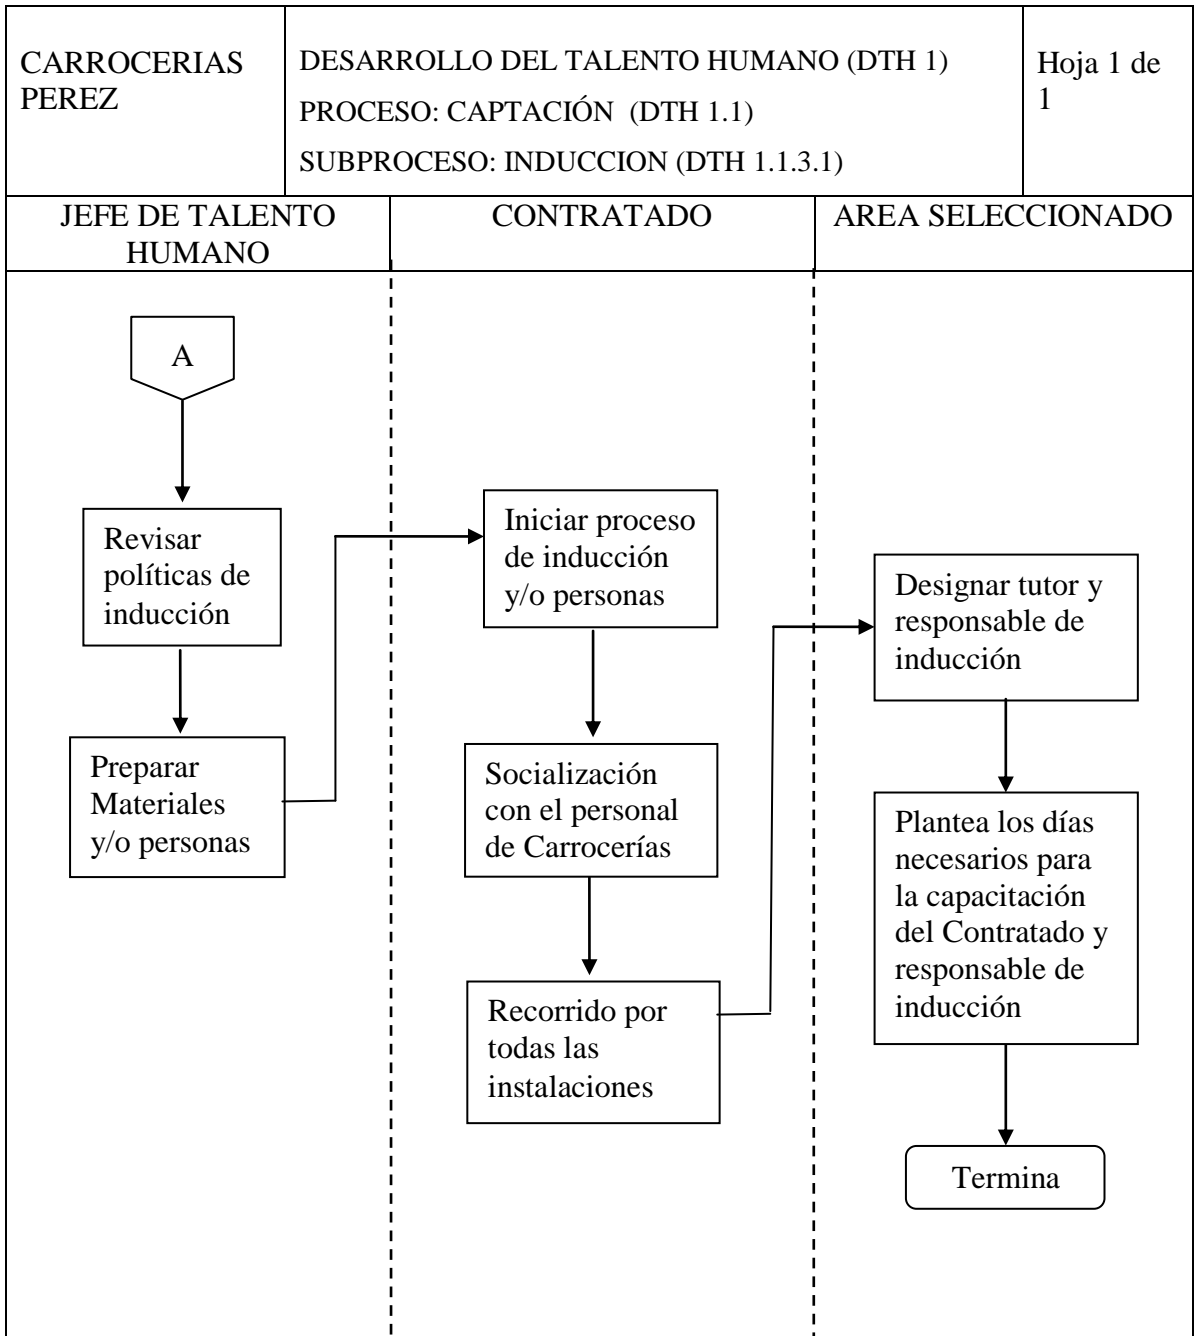 CARROCERIAS
PEREZ
DESARROLLO DEL TALENTO HUMANO (DTH 1)
PROCESO: CAPTACIÓN  (DTH 1.1)
SUBPROCESO: INDUCCION (DTH 1.1.3.1)
Hoja 1 de
1
JEFE DE TALENTO
HUMANO
CONTRATADO
AREA SELECCIONADO
A
Revisar
políticas de
inducción
Preparar
Materiales
y/o personas
Iniciar proceso
de inducción
y/o personas
Socialización
con el personal
de Carrocerías
Recorrido por
todas las
instalaciones
Designar tutor y
responsable de
inducción
Plantea los días
necesarios para
la capacitación
del Contratado y
responsable de
inducción
Termina